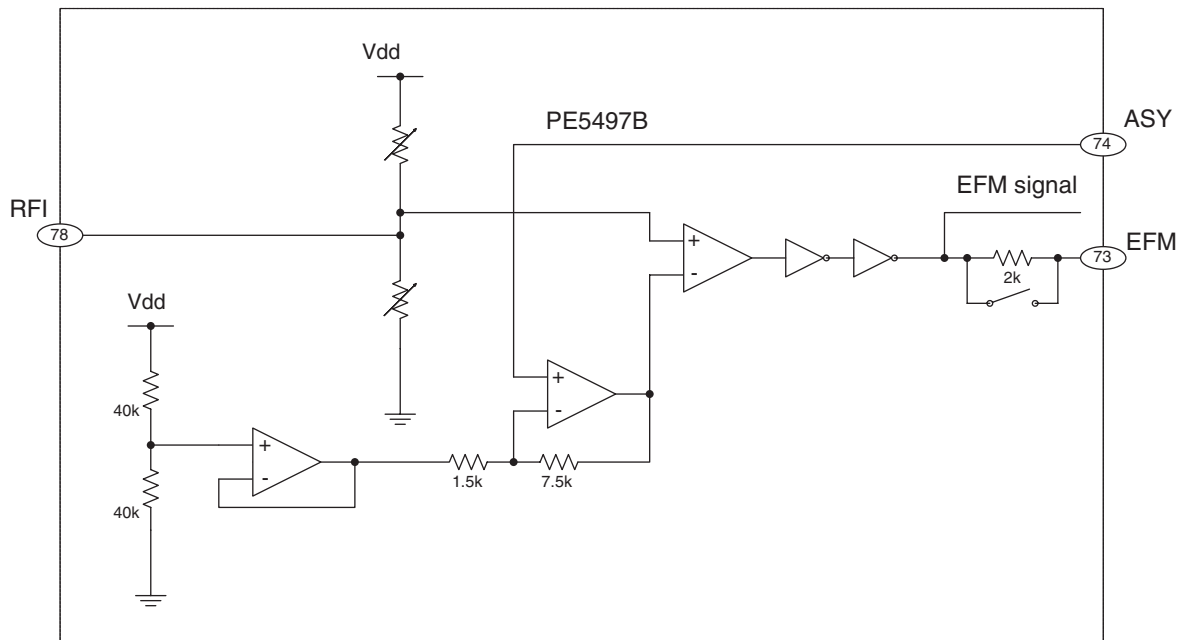 Vdd
PE5497B
ASY
74
EFM signal
RFI
78
+
-
EFM
73
2k
Vdd
40k
+
-
+
-
1.5k
7.5k
40k